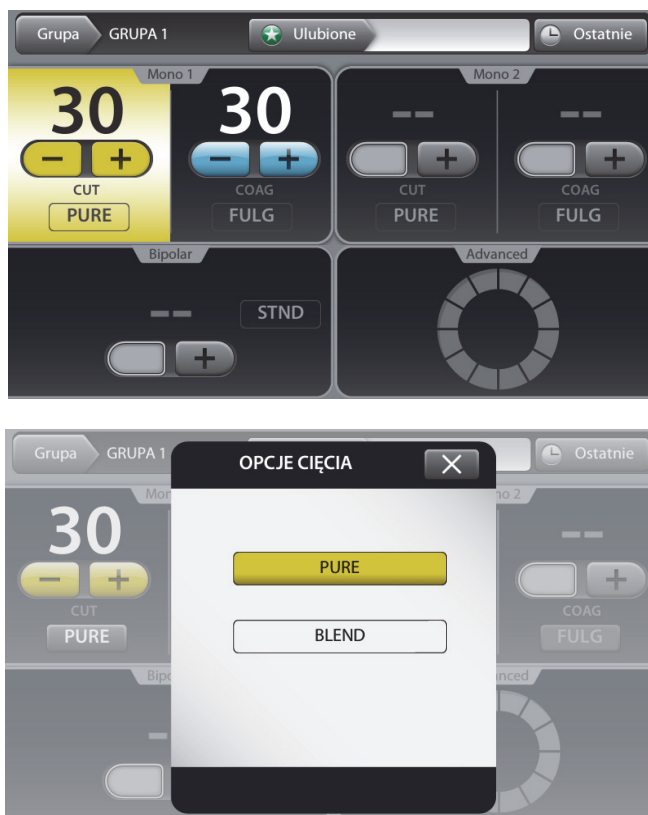 Grupa GRUPA 1 Ulubione Ostatnie
Mono 1 Mono 2
30 30 -- --
− + − + + +
CUT COAG CUT COAG
PURE FULG PURE FULG
Bipolar Advanced
-- STND
+
Grupa GRUPA 1 OPCJE CIĘCIA X Ostatnie
30 --
− + +
PURE
CUT COAG
PURE BLEND FULG